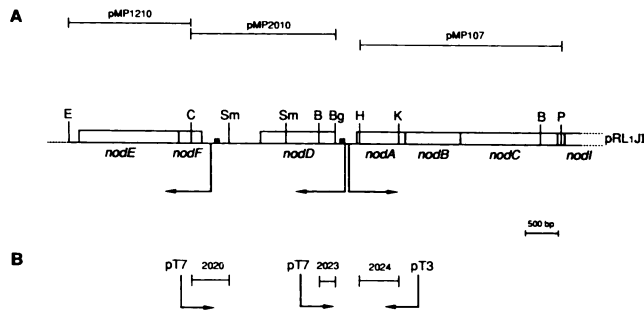 A
pMP1210
pMP2010
pMP107
E C Sm Sm B Bg H K B P
pRL1JI
nodE nodF nodD nodA nodB nodC nodI
500 bp
B
pT7 2020 pT7 2023 2024 pT3